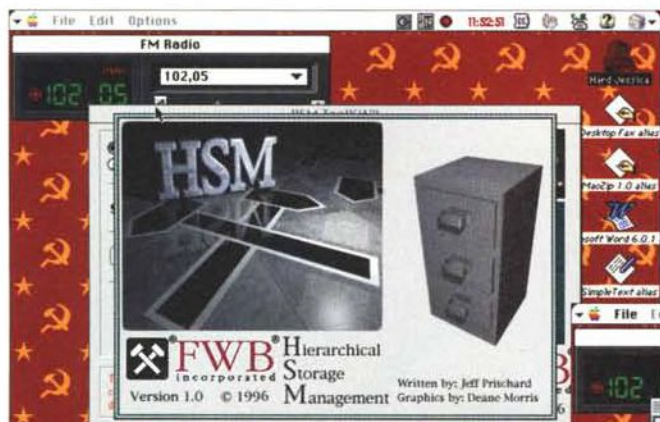 File Edit Options
11:52:51
FM Radio
102,05
102 05
Desktop Fax alias
MacZip 1.0 alias
soft Word 6.0.1
SimpleText alias
HSM
FWB
incorporated
Hierarchical
Storage
Management
Version 1.0 © 1996
Written by: Jeff Pritchard
Graphics by: Deane Morris
File
102